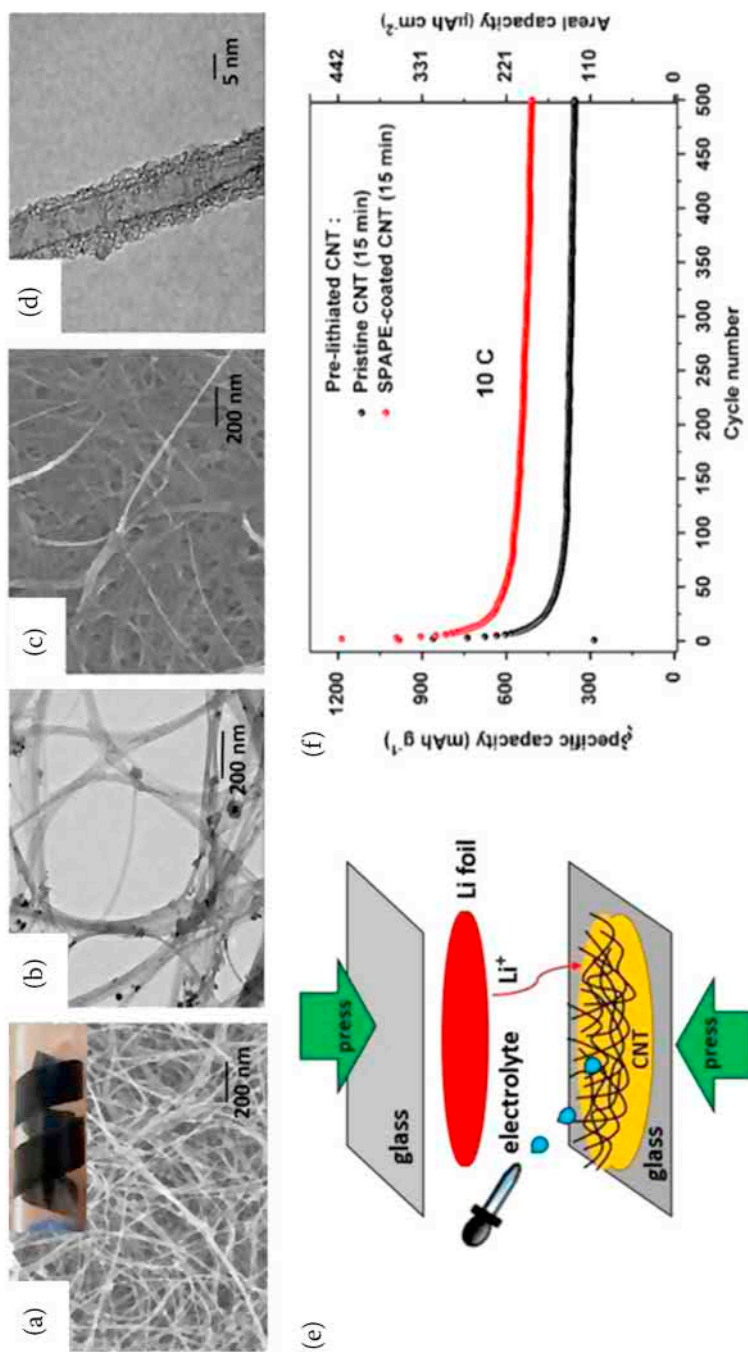 (a)
200 nm
(b)
200 nm
(c)
200 nm
(d)
5 nm
(e)
press
glass
Li foil
electrolyte
Li+
CNT
glass
press
(f)
Specific capacity (mAh g-1)
1200
900
600
300
0
Areal capacity (µAh cm-2)
442
331
221
110
0
Pre-lithiated CNT :
Pristine CNT (15 min)
SPAPE-coated CNT (15 min)
10 C
0 50 100 150 200 250 300 350 400 450 500
Cycle number